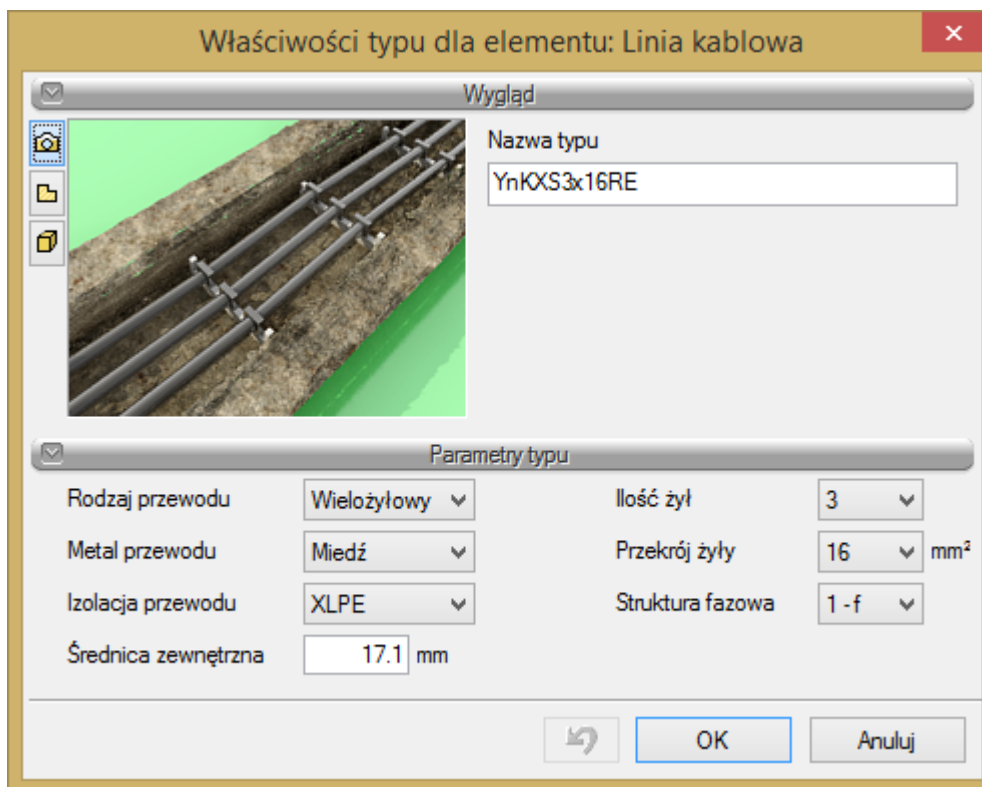 Właściwości typu dla elementu: Linia kablowa
Wygląd
Nazwa typu
YnKXS3x16RE
Parametry typu
Rodzaj przewodu Wielożyłowy Ilość żył 3
Metal przewodu Miedź Przekrój żyły 16 mm²
Izolacja przewodu XLPE Struktura fazowa 1 -f
Średnica zewnętrzna 17.1 mm
OK Anuluj